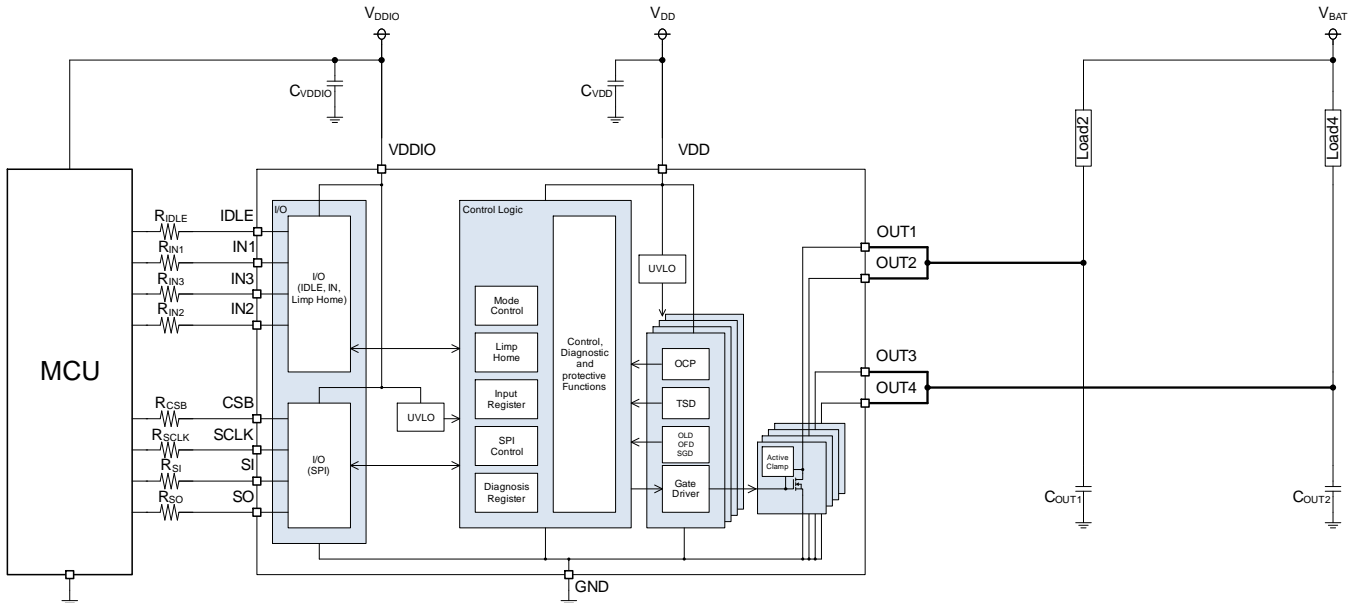 VDDIO
VDD
VBAT
CVDDIO
CVDD
Load2
Load4
VDDIO
VDD
MCU
RIDLE
IDLE
RIN1
IN1
RIN3
IN3
RIN2
IN2
RCSB
CSB
RSCLK
SCLK
RSI
SI
RSO
SO
I/O
I/O
(IDLE, IN,
Limp Home)
I/O
(SPI)
UVLO
Control Logic
Mode
Control
Limp
Home
Input
Register
SPI
Control
Diagnosis
Register
Control,
Diagnostic
and
protective
Functions
UVLO
OCP
TSD
OLD
OFD
SGD
Gate
Driver
Active
Clamp
OUT1
OUT2
OUT3
OUT4
COUT1
COUT2
GND